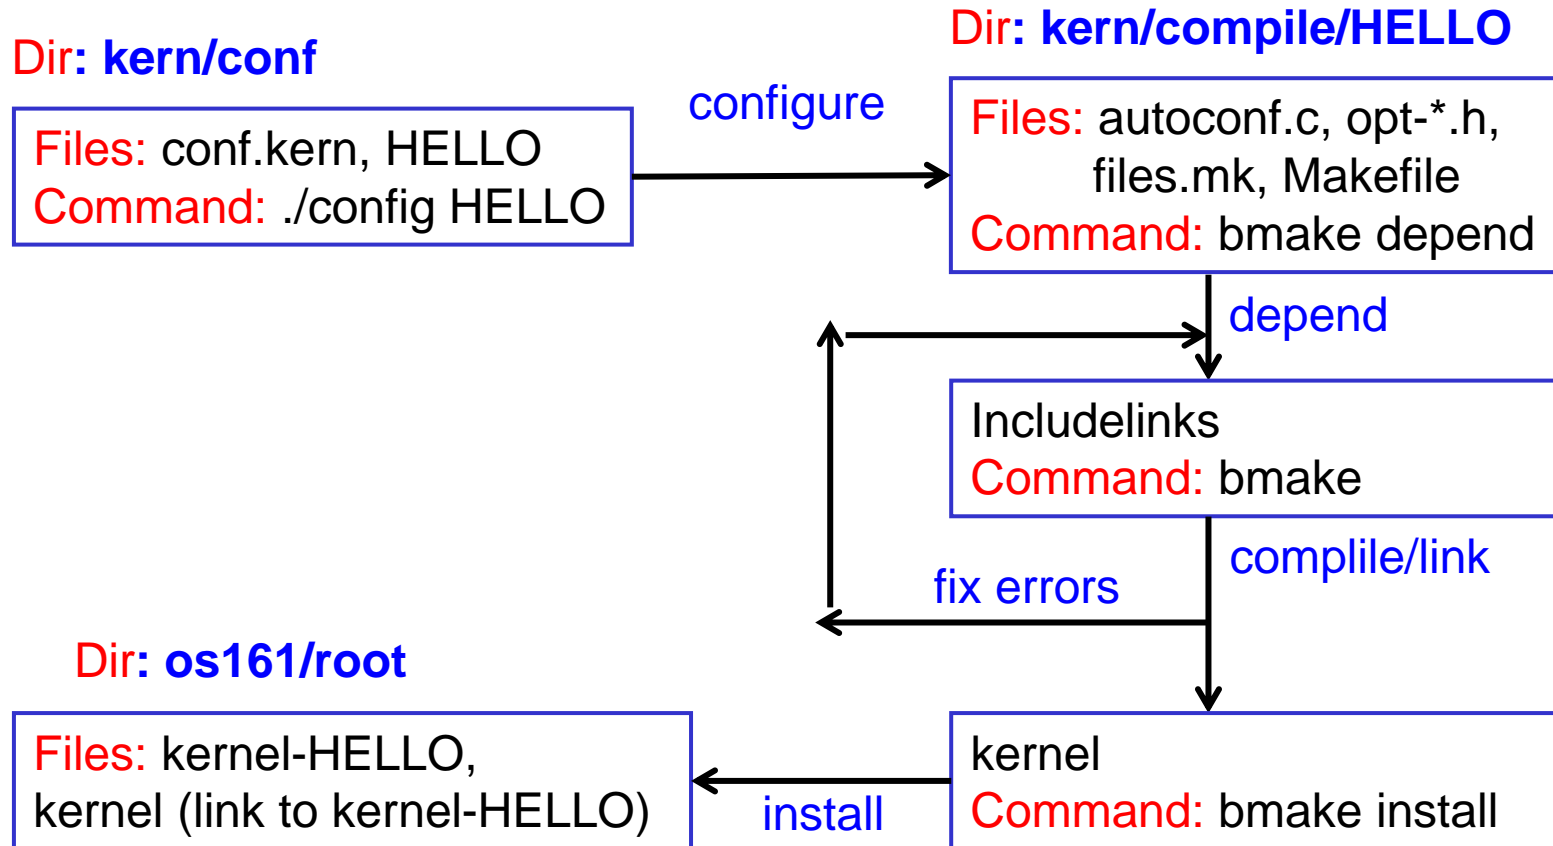 Dir: kern/conf
Files: conf.kern, HELLO
Command: ./config HELLO
configure
Dir: kern/compile/HELLO
Files: autoconf.c, opt-*.h,
files.mk, Makefile
Command: bmake depend
depend
Includelinks
Command: bmake
complile/link
fix errors
kernel
Command: bmake install
install
Dir: os161/root
Files: kernel-HELLO,
kernel (link to kernel-HELLO)